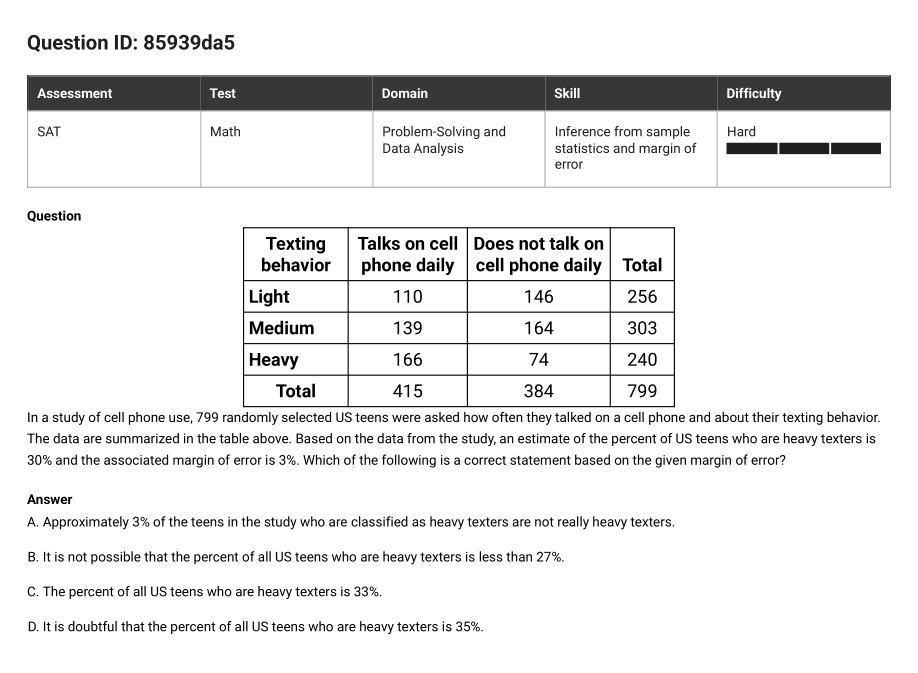 Question ID: 85939da5
Assessment Test Domain Skill Difficulty
SAT Math Problem-Solving and Data Analysis Inference from sample statistics and margin of error Hard
Question
Texting behavior Talks on cell phone daily Does not talk on cell phone daily Total
Light 110 146 256
Medium 139 164 303
Heavy 166 74 240
Total 415 384 799
In a study of cell phone use, 799 randomly selected US teens were asked how often they talked on a cell phone and about their texting behavior.
The data are summarized in the table above. Based on the data from the study, an estimate of the percent of US teens who are heavy texters is
30% and the associated margin of error is 3%. Which of the following is a correct statement based on the given margin of error?
Answer
A. Approximately 3% of the teens in the study who are classified as heavy texters are not really heavy texters.
B. It is not possible that the percent of all US teens who are heavy texters is less than 27%.
C. The percent of all US teens who are heavy texters is 33%.
D. It is doubtful that the percent of all US teens who are heavy texters is 35%.